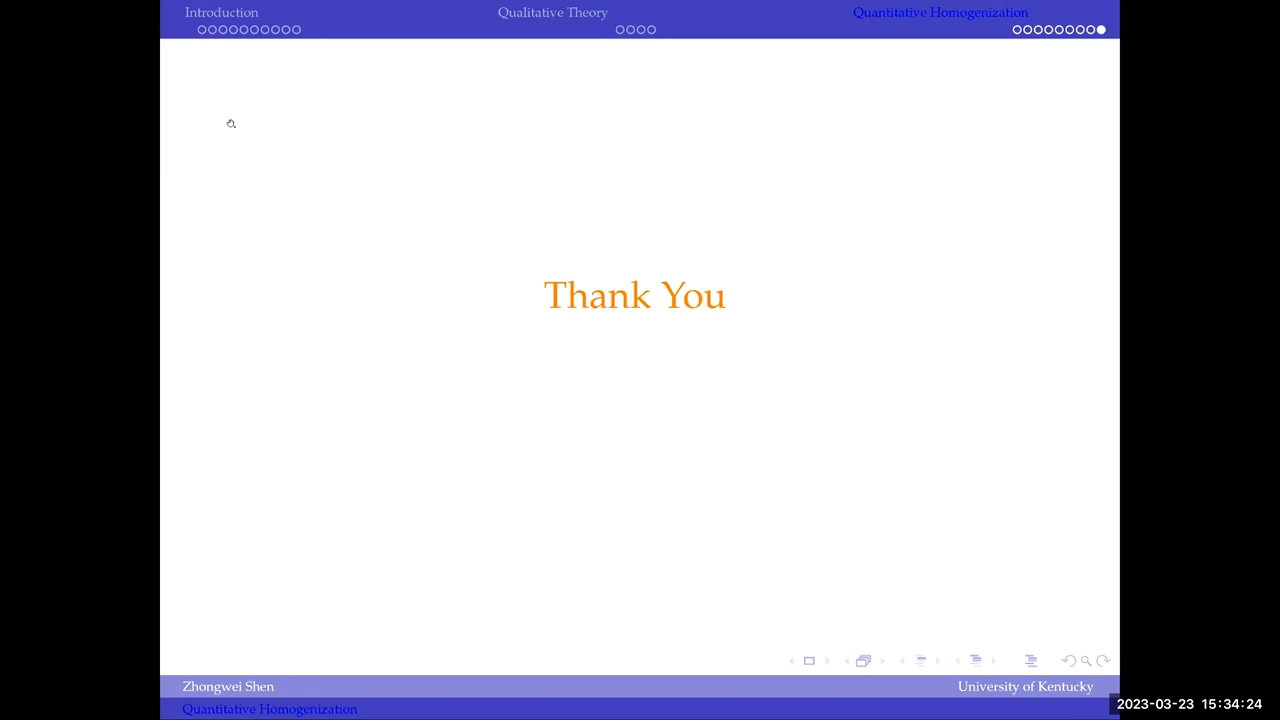 Introduction
Qualitative Theory
Quantitative Homogenization
Thank You
Zhongwei Shen
University of Kentucky
Quantitative Homogenization
2023-03-23 15:34:24